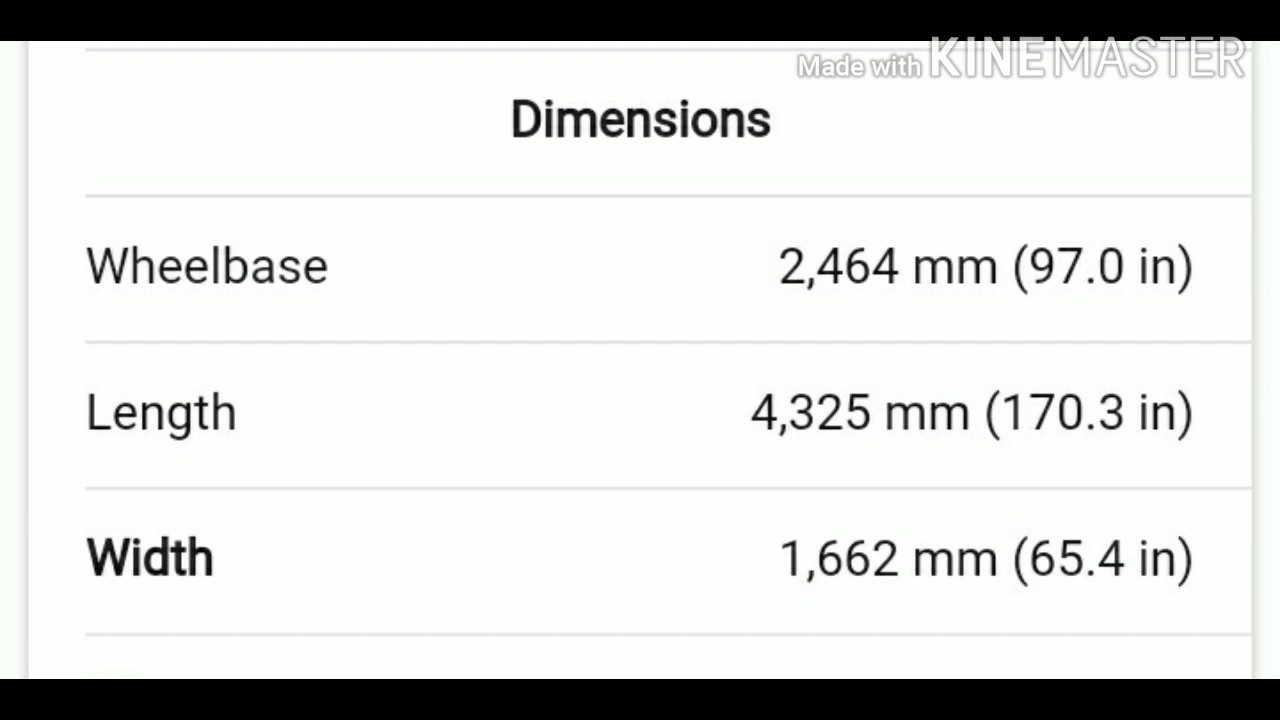 Made with KINEMASTER
Dimensions
Wheelbase 2,464 mm (97.0 in)
Length 4,325 mm (170.3 in)
Width 1,662 mm (65.4 in)